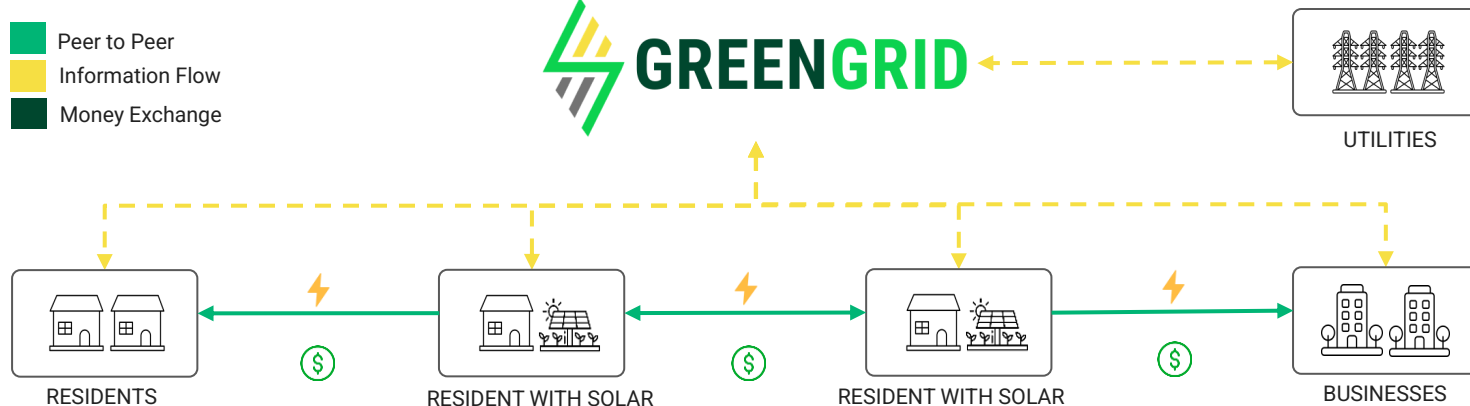 Peer to Peer
Information Flow
Money Exchange
GREENGRID
UTILITIES
$
$
$
RESIDENTS
RESIDENT WITH SOLAR
RESIDENT WITH SOLAR
BUSINESSES